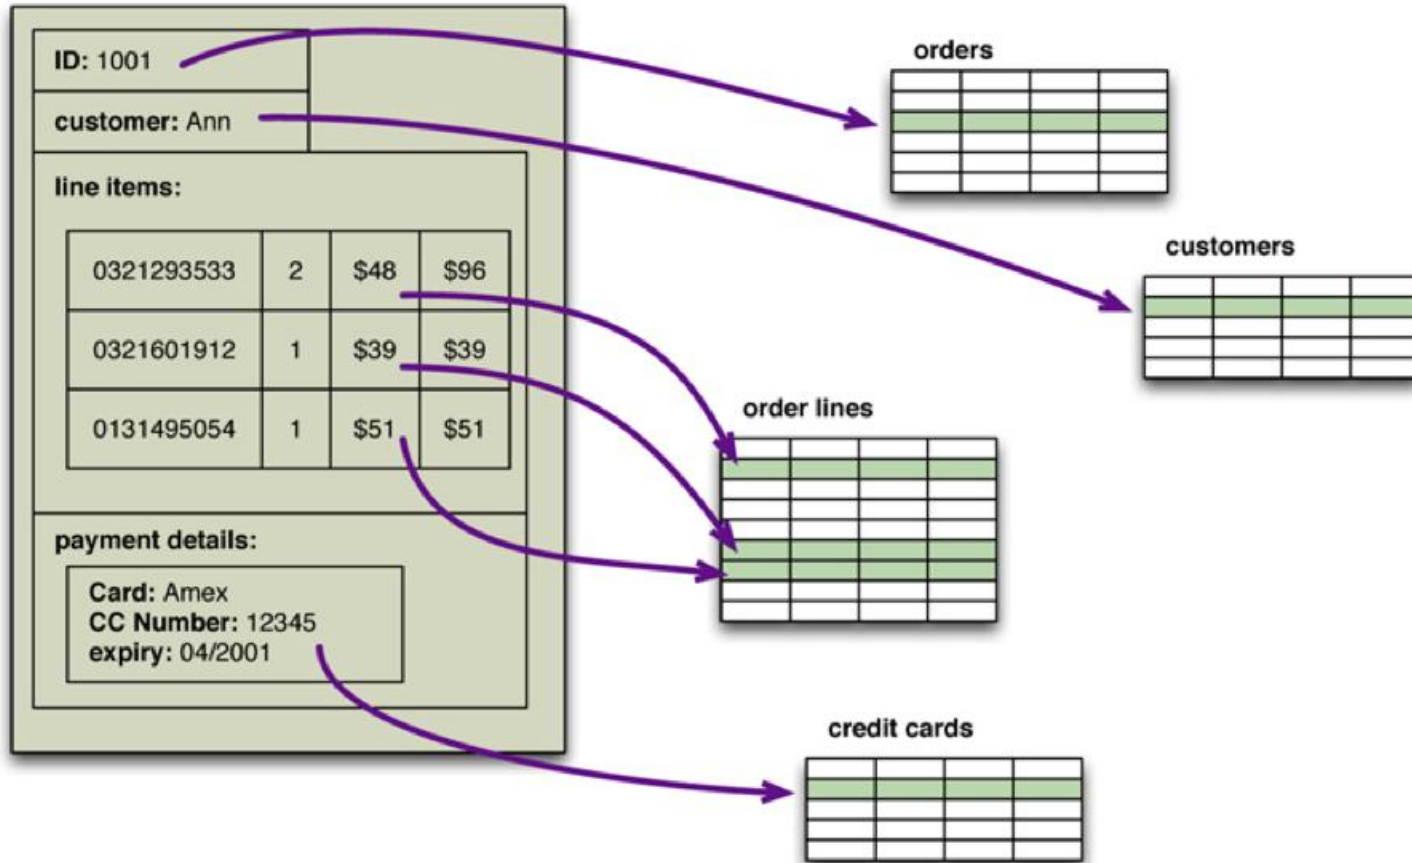 ID: 1001
customer: Ann
line items:
0321293533 2 $48 $96
0321601912 1 $39 $39
0131495054 1 $51 $51
payment details:
Card: Amex
CC Number: 12345
expiry: 04/2001
orders
customers
order lines
credit cards